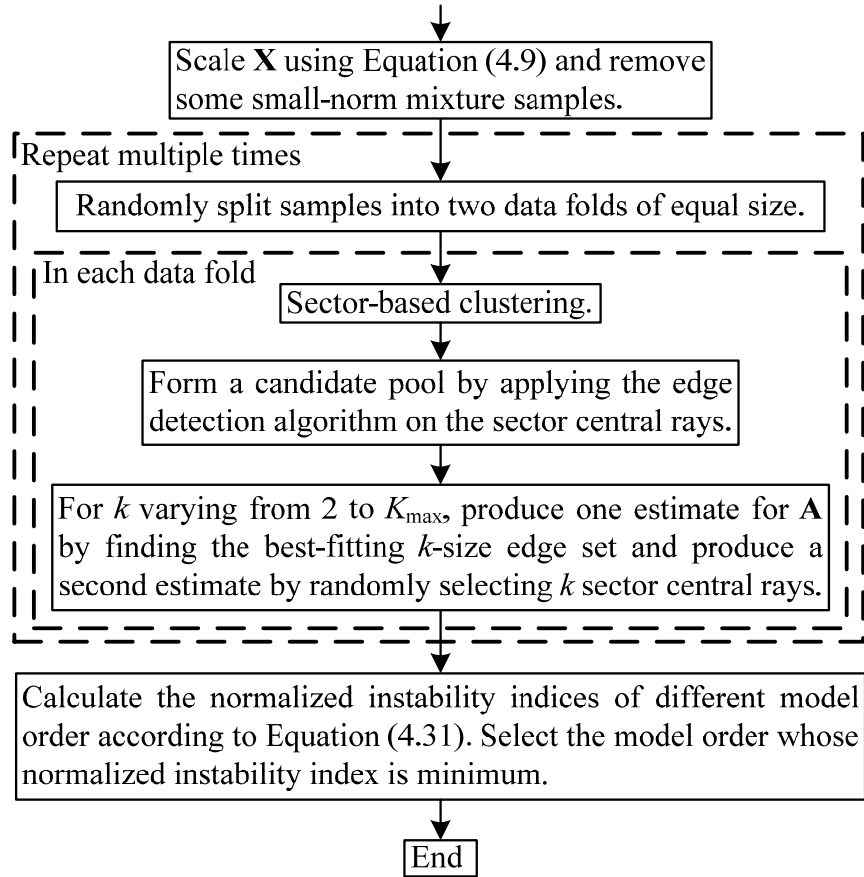 Scale X using Equation (4.9) and remove
some small-norm mixture samples.
Repeat multiple times
Randomly split samples into two data folds of equal size.
In each data fold
Sector-based clustering.
Form a candidate pool by applying the edge
detection algorithm on the sector central rays.
For k varying from 2 to Kmax, produce one estimate for A
by finding the best-fitting k-size edge set and produce a
second estimate by randomly selecting k sector central rays.
Calculate the normalized instability indices of different model
order according to Equation (4.31). Select the model order whose
normalized instability index is minimum.
End